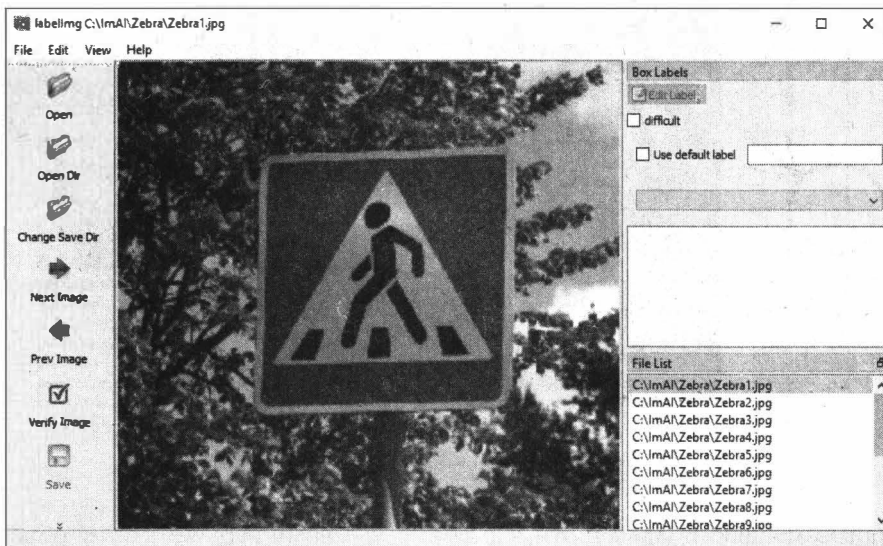 labelImg C:\ImAI\Zebra\Zebra1.jpg
File Edit View Help
Open
Open Dir
Change Save Dir
Next Image
Prev Image
Verify Image
Save
Box Labels
Edit Label
difficult
Use default label
File List
C:\ImAI\Zebra\Zebra1.jpg
C:\ImAI\Zebra\Zebra2.jpg
C:\ImAI\Zebra\Zebra3.jpg
C:\ImAI\Zebra\Zebra4.jpg
C:\ImAI\Zebra\Zebra5.jpg
C:\ImAI\Zebra\Zebra6.jpg
C:\ImAI\Zebra\Zebra7.jpg
C:\ImAI\Zebra\Zebra8.jpg
C:\ImAI\Zebra\Zebra9.jpg